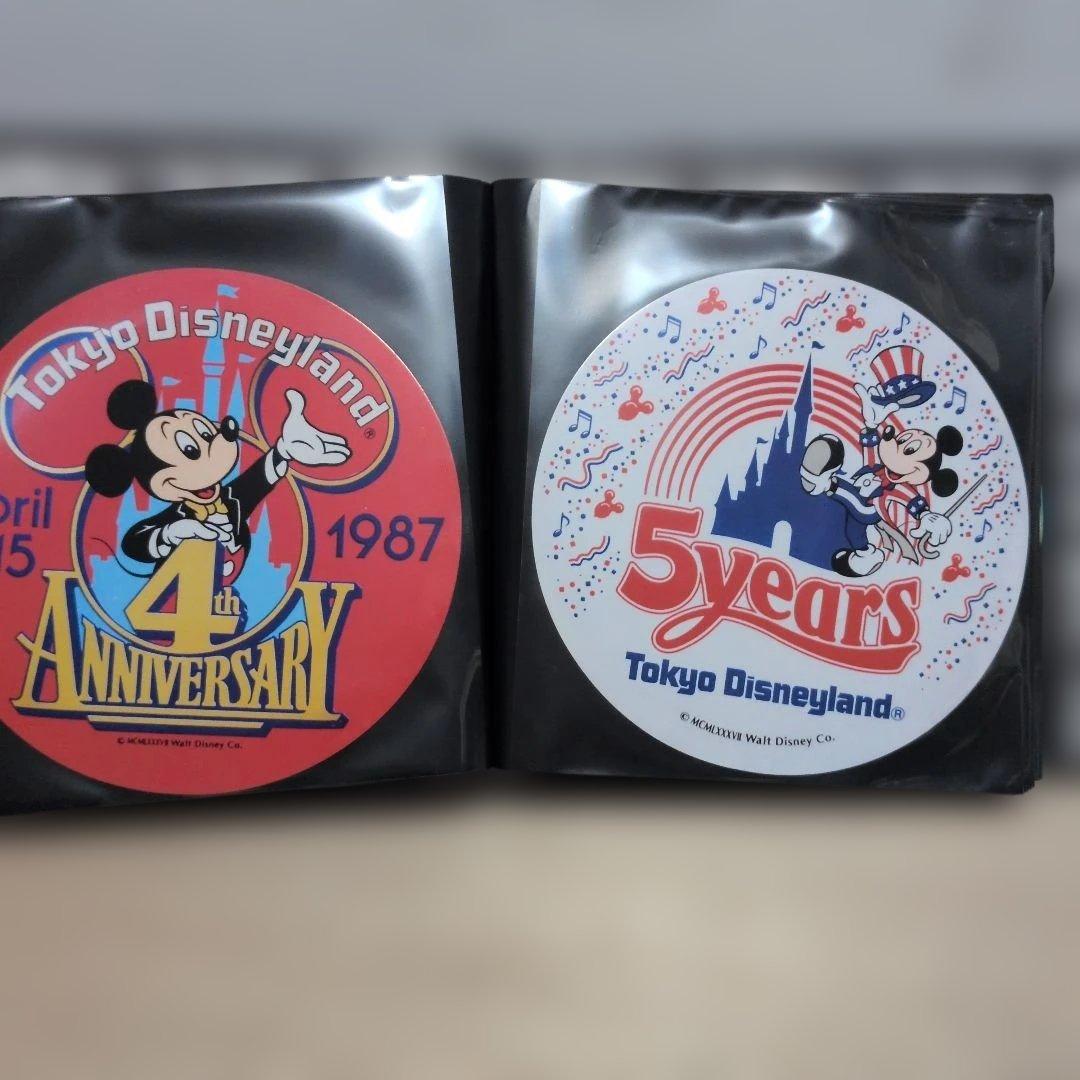 Tokyo Disneyland®
pril
15
1987
4th
ANNIVERSARY
© MCMLXXXVII Walt Disney Co.
5years
Tokyo Disneyland®
© MCMLXXXVII Walt Disney Co.